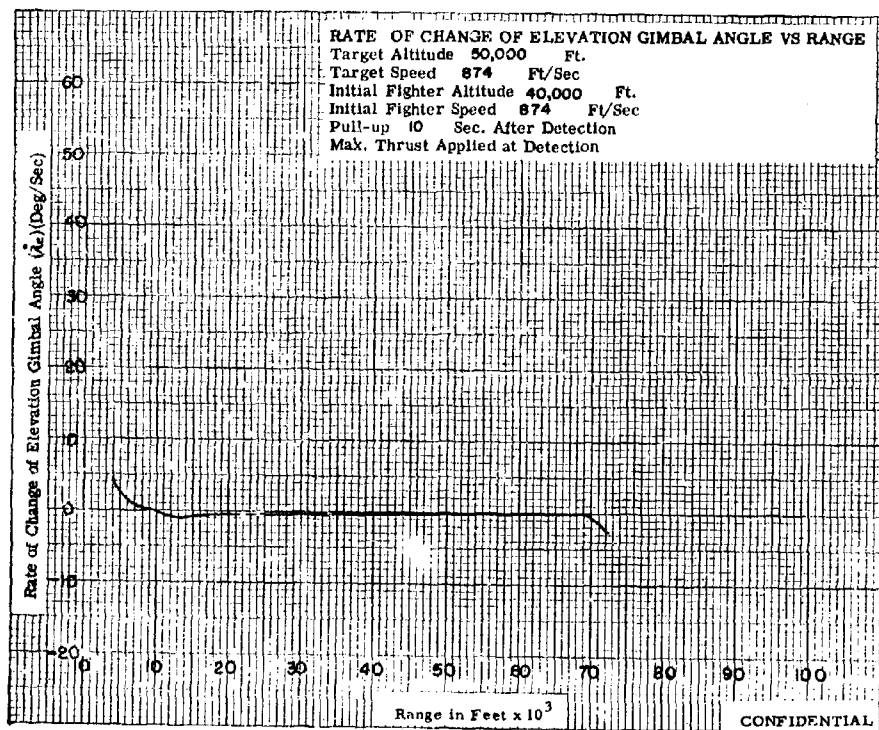 RATE OF CHANGE OF ELEVATION GIMBAL ANGLE VS RANGE
Target Altitude 50,000 Ft.
Target Speed 874 Ft/Sec
Initial Fighter Altitude 40,000 Ft.
Initial Fighter Speed 874 Ft/Sec
Pull-up 10 Sec. After Detection
Max. Thrust Applied at Detection
Rate of Change of Elevation Gimbal Angle (λ̇e)(Deg/Sec)
60
50
40
30
20
10
0
-10
-20
0 10 20 30 40 50 60 70 80 90 100
Range in Feet x 10³
CONFIDENTIAL